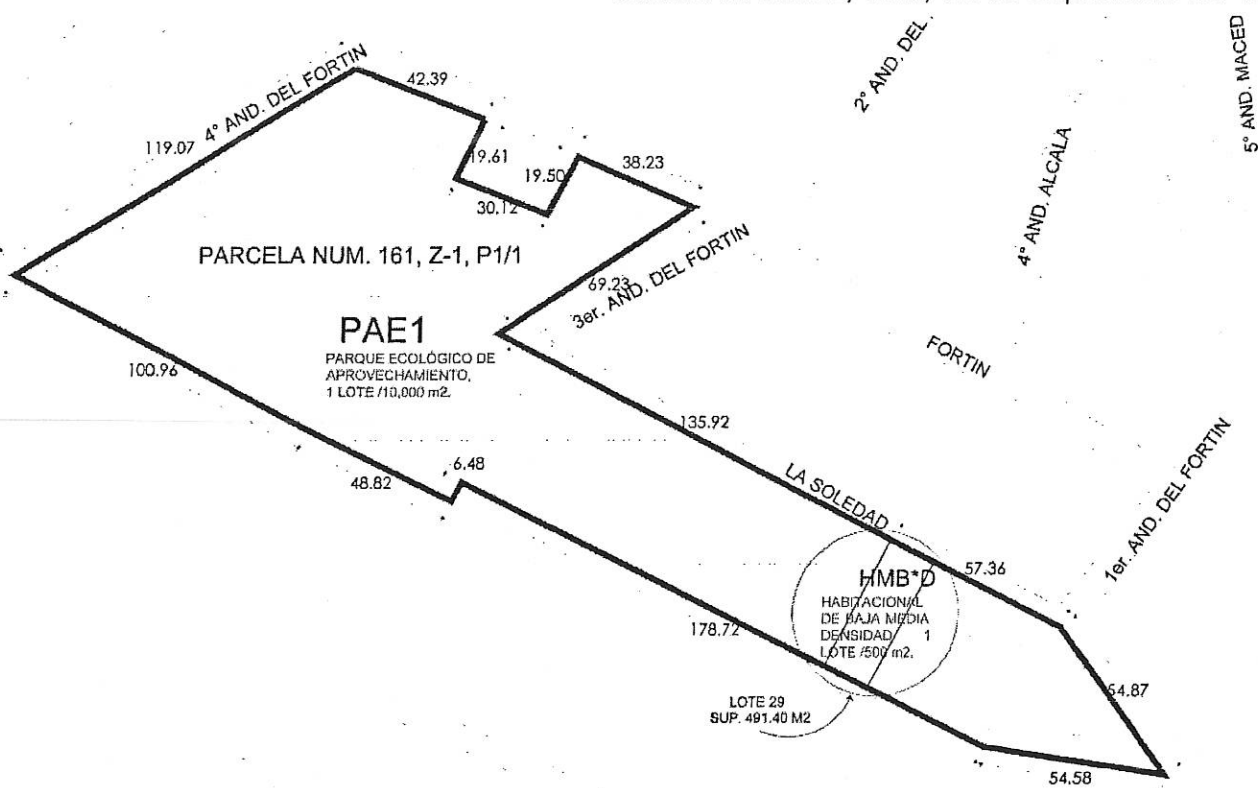 2° AND. DEL.
5° AND. MACED
4° AND. DEL FORTIN
42.39
119.07
19.61
19.50
38.23
30.12
4° AND. ALCALA
PARCELA NUM. 161, Z-1, P1/1
69.23
3er. AND. DEL FORTIN
PAE1
PARQUE ECOLÓGICO DE
APROVECHAMIENTO,
1 LOTE /10,000 m2.
100.96
FORTIN
135.92
48.82
6.48
LA SOLEDAD
1er. AND. DEL FORTIN
57.36
HMB*D
HABITACIONAL
DE BAJA MEDIA
DENSIDAD 1
LOTE /500 m2.
178.72
54.87
LOTE 29
SUP. 491.40 M2
54.58